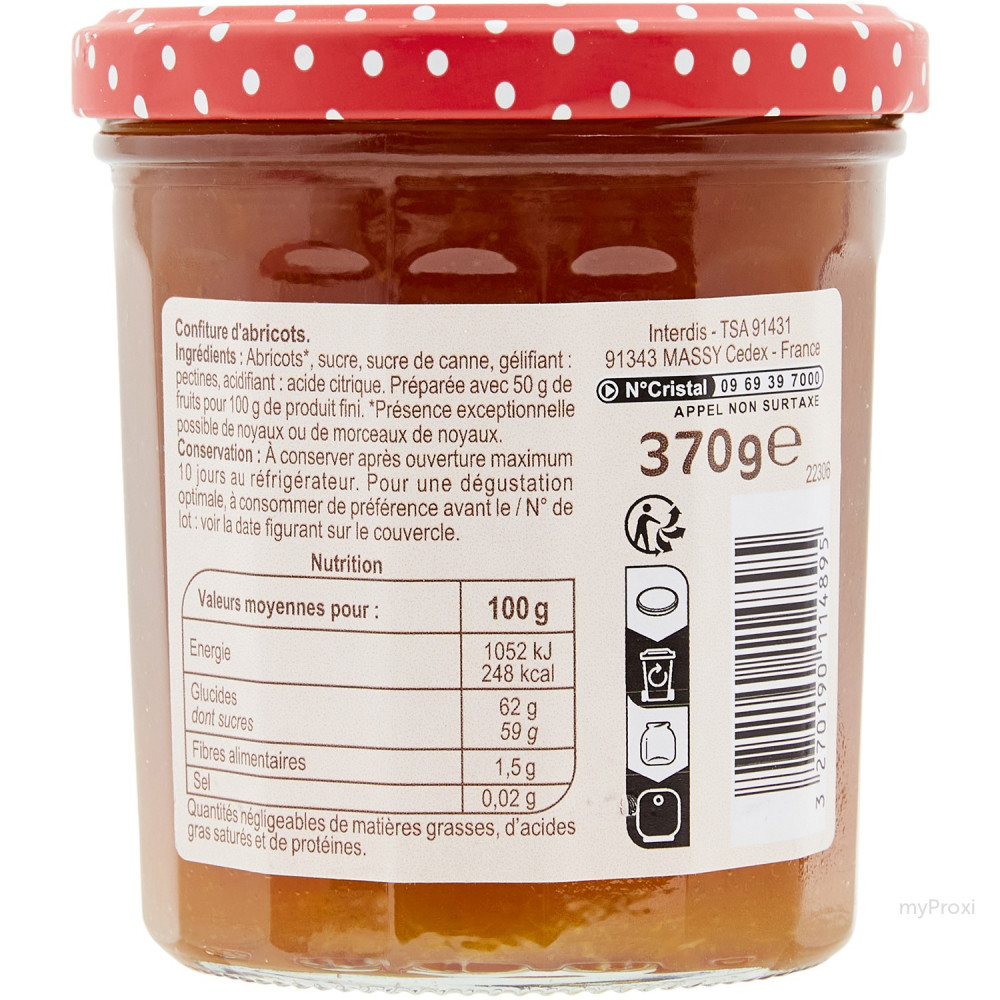 Confiture d'abricots.
Ingrédients : Abricots*, sucre, sucre de canne, gélifiant :
pectines, acidifiant : acide citrique. Préparée avec 50 g de
fruits pour 100 g de produit fini. *Présence exceptionnelle
possible de noyaux ou de morceaux de noyaux.
Conservation : À conserver après ouverture maximum
10 jours au réfrigérateur. Pour une dégustation
optimale, à consommer de préférence avant le / N° de
lot : voir la date figurant sur le couvercle.
Nutrition
Valeurs moyennes pour : 100 g
Energie 1052 kJ
248 kcal
Glucides 62 g
dont sucres 59 g
Fibres alimentaires 1,5 g
Sel 0,02 g
Quantités négligeables de matières grasses, d'acides
gras saturés et de protéines.
Interdis - TSA 91431
91343 MASSY Cedex - France
N°Cristal 09 69 39 7000
APPEL NON SURTAXE
370g e
22306
3 270190 114895
myProxi